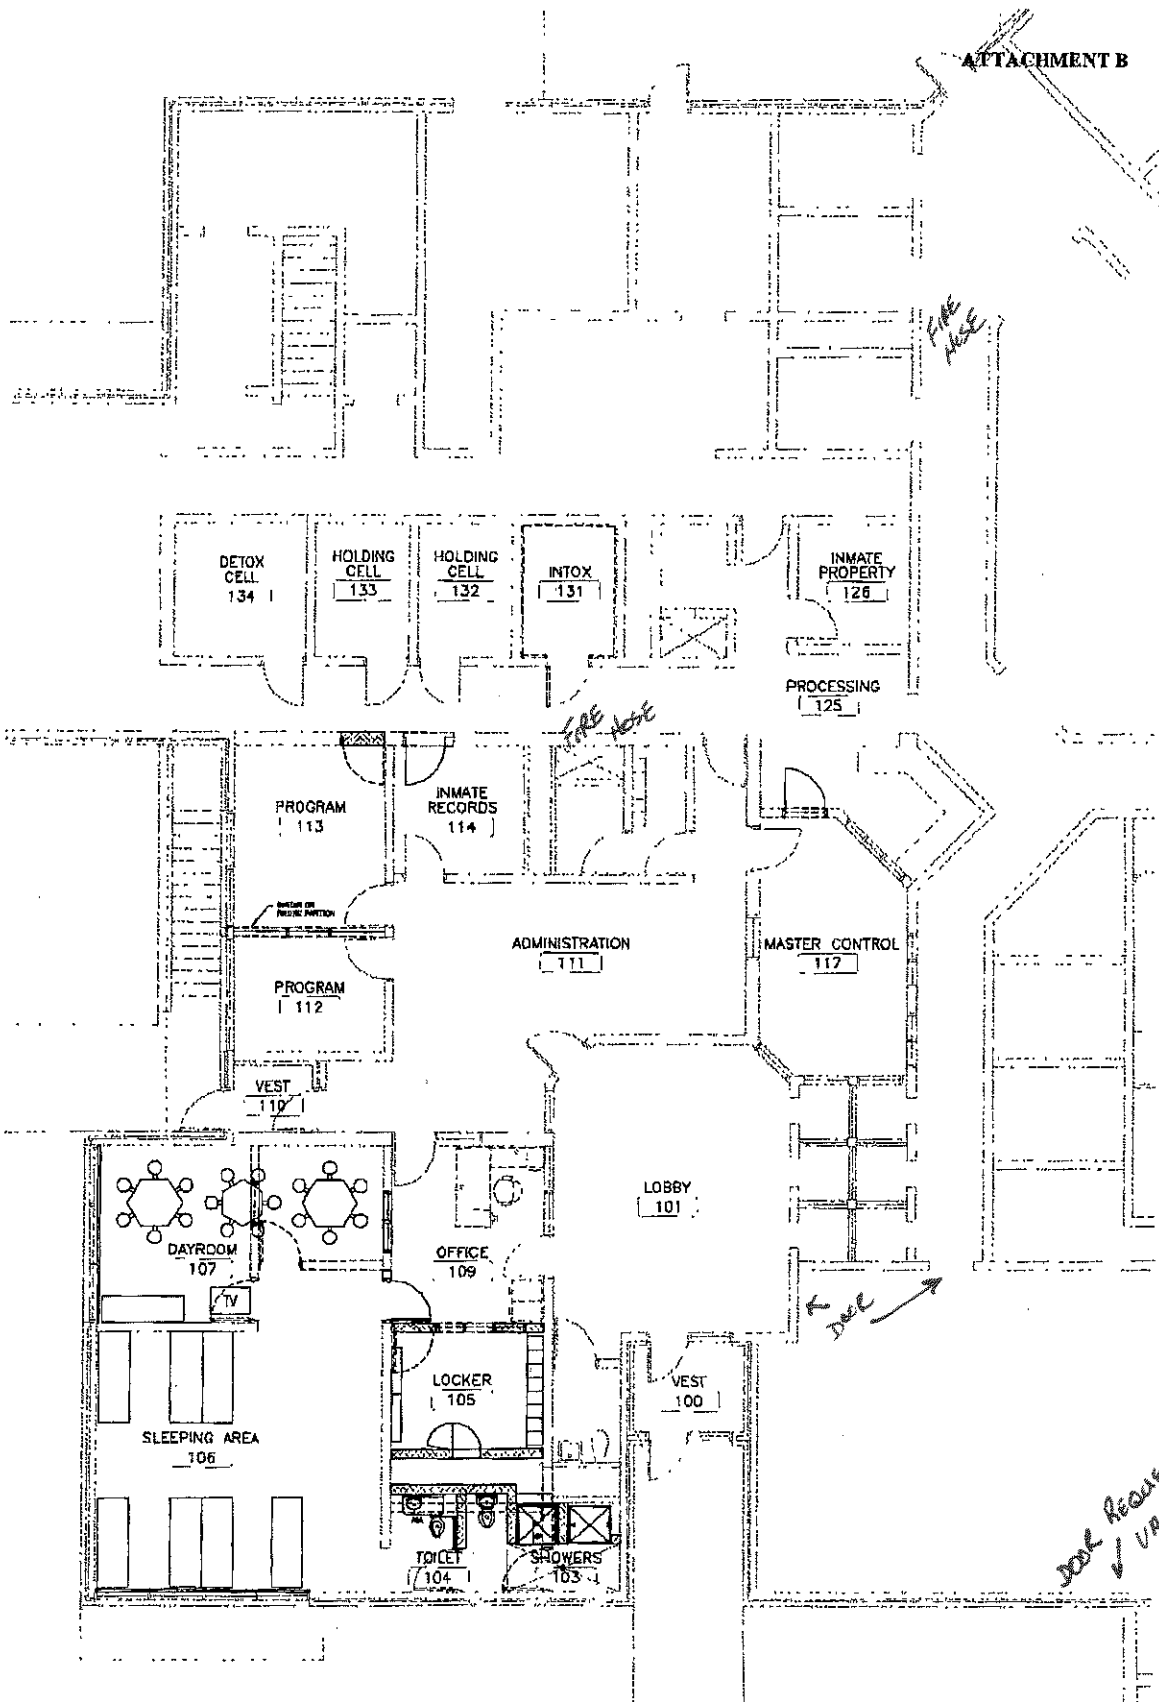 ATTACHMENT B
FIRE
HOSE
DETOX
CELL
134
HOLDING
CELL
133
HOLDING
CELL
132
INTOX
131
INMATE
PROPERTY
126
PROCESSING
125
FIRE HOSE
PROGRAM
113
INMATE
RECORDS
114
ADMINISTRATION
111
MASTER CONTROL
117
PROGRAM
112
VEST
110
LOBBY
101
DAYROOM
107
OFFICE
109
TV
DOOR
LOCKER
105
VEST
100
SLEEPING AREA
106
DOOR
TOILET
104
SHOWERS
103